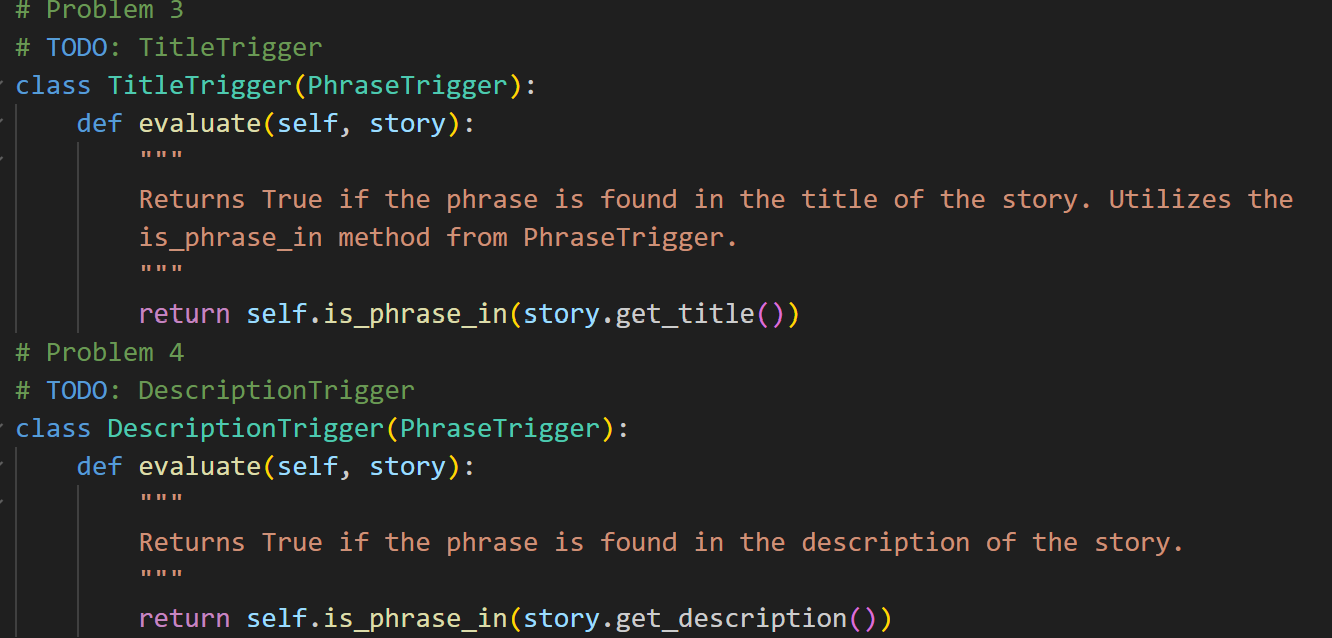 # Problem 3
# TODO: TitleTrigger
class TitleTrigger(PhraseTrigger):
    def evaluate(self, story):
        """
        Returns True if the phrase is found in the title of the story. Utilizes the
        is_phrase_in method from PhraseTrigger.
        """
        return self.is_phrase_in(story.get_title())
# Problem 4
# TODO: DescriptionTrigger
class DescriptionTrigger(PhraseTrigger):
    def evaluate(self, story):
        """
        Returns True if the phrase is found in the description of the story.
        """
        return self.is_phrase_in(story.get_description())